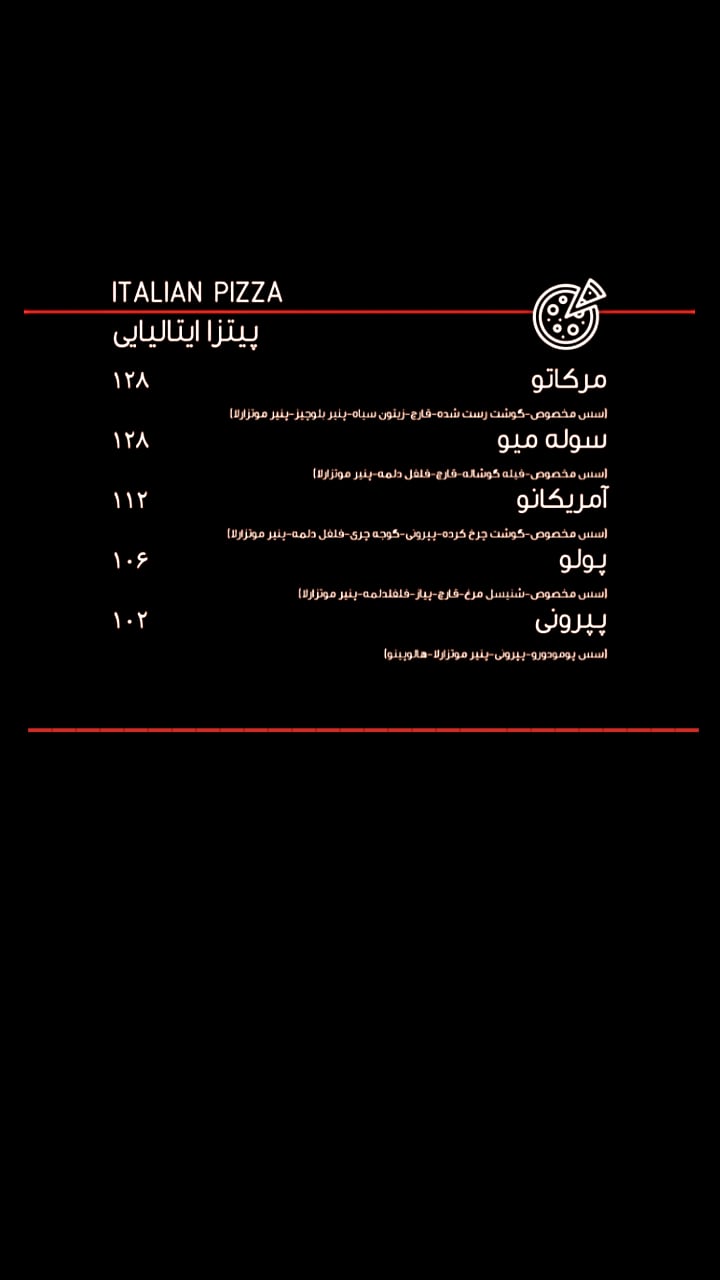 ITALIAN PIZZA
پیتزا ایتالیایی
مرکاتو ۱۲۸
(سس مخصوص-گوشت رست شده-قارچ-زیتون سیاه-پنیر بلوچیز-پنیر موتزارلا)
سوله میو ۱۲۸
(سس مخصوص-فیله گوساله-قارچ-فلفل دلمه-پنیر موتزارلا)
آمریکانو ۱۱۲
(سس مخصوص-گوشت چرخ کرده-پپرونی-گوجه چری-فلفل دلمه-پنیر موتزارلا)
پولو ۱۰۶
(سس مخصوص-شنیسل مرغ-قارچ-پیاز-فلفلدلمه-پنیر موتزارلا)
پپرونی ۱۰۲
(سس پومودورو-پپرونی-پنیر موتزارلا-هالوپینو)